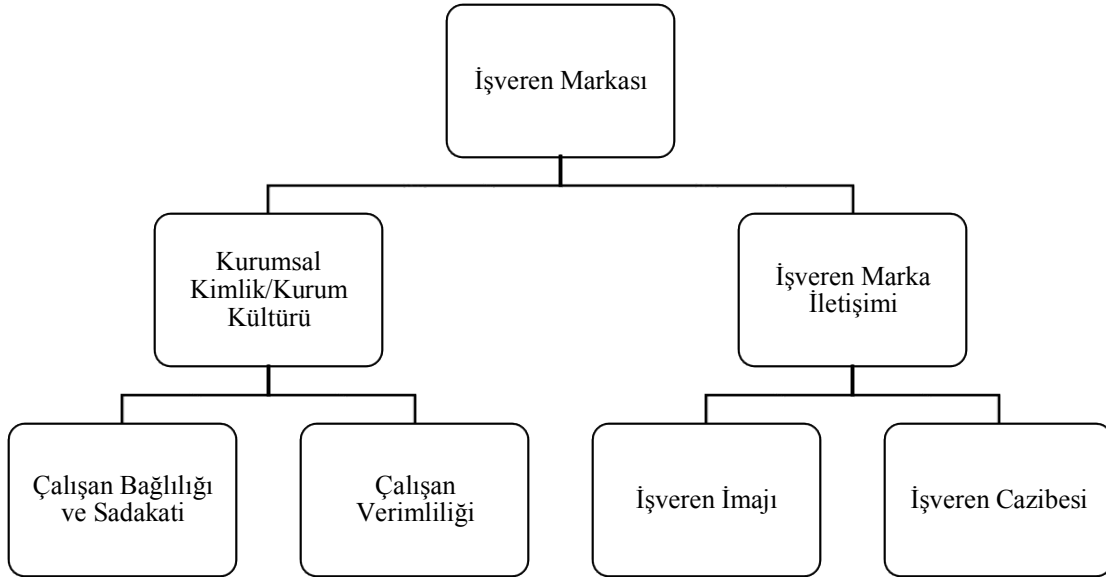 İşveren Markası
Kurumsal
Kimlik/Kurum
Kültürü
İşveren Marka
İletişimi
Çalışan Bağlılığı
ve Sadakati
Çalışan
Verimliliği
İşveren İmajı
İşveren Cazibesi